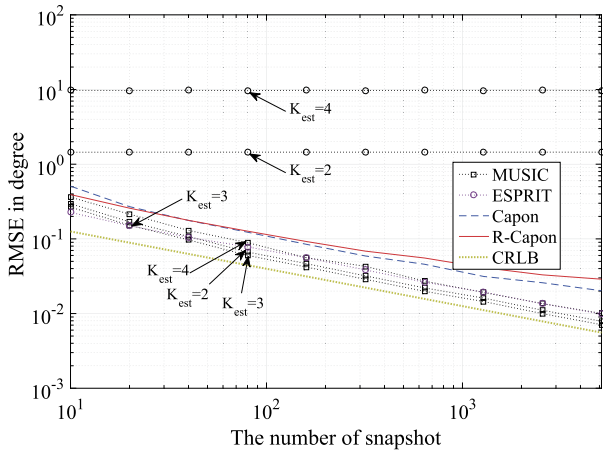 10^2
10^1
K_est=4
K_est=2
10^0
MUSIC
ESPRIT
Capon
R-Capon
CRLB
K_est=3
10^-1
K_est=4
K_est=2
K_est=3
10^-2
10^-3
10^1
10^2
10^3
RMSE in degree
The number of snapshot